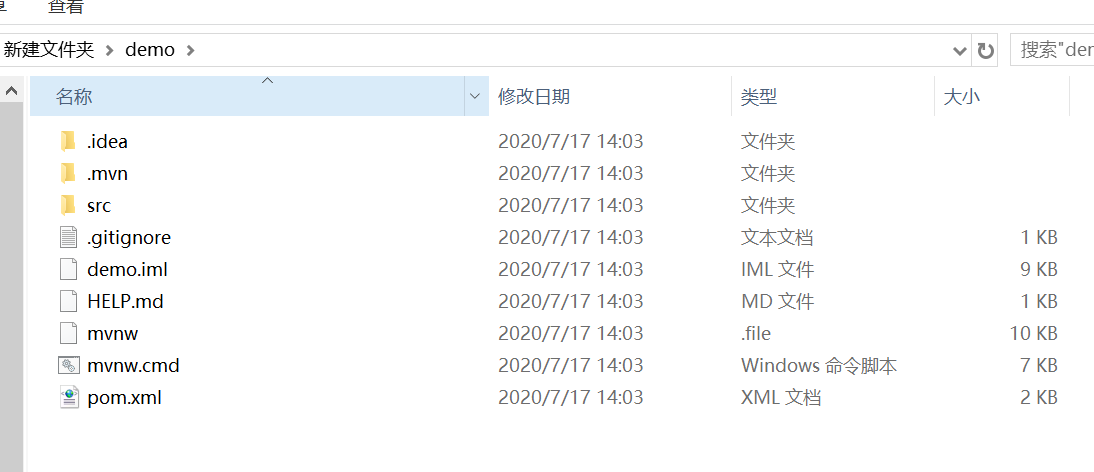 查看
新建文件夹 demo
搜索"der
名称 修改日期 类型 大小
.idea 2020/7/17 14:03 文件夹
.mvn 2020/7/17 14:03 文件夹
src 2020/7/17 14:03 文件夹
.gitignore 2020/7/17 14:03 文本文档 1 KB
demo.iml 2020/7/17 14:03 IML 文件 9 KB
HELP.md 2020/7/17 14:03 MD 文件 1 KB
mvnw 2020/7/17 14:03 .file 10 KB
mvnw.cmd 2020/7/17 14:03 Windows 命令脚本 7 KB
pom.xml 2020/7/17 14:03 XML 文档 2 KB